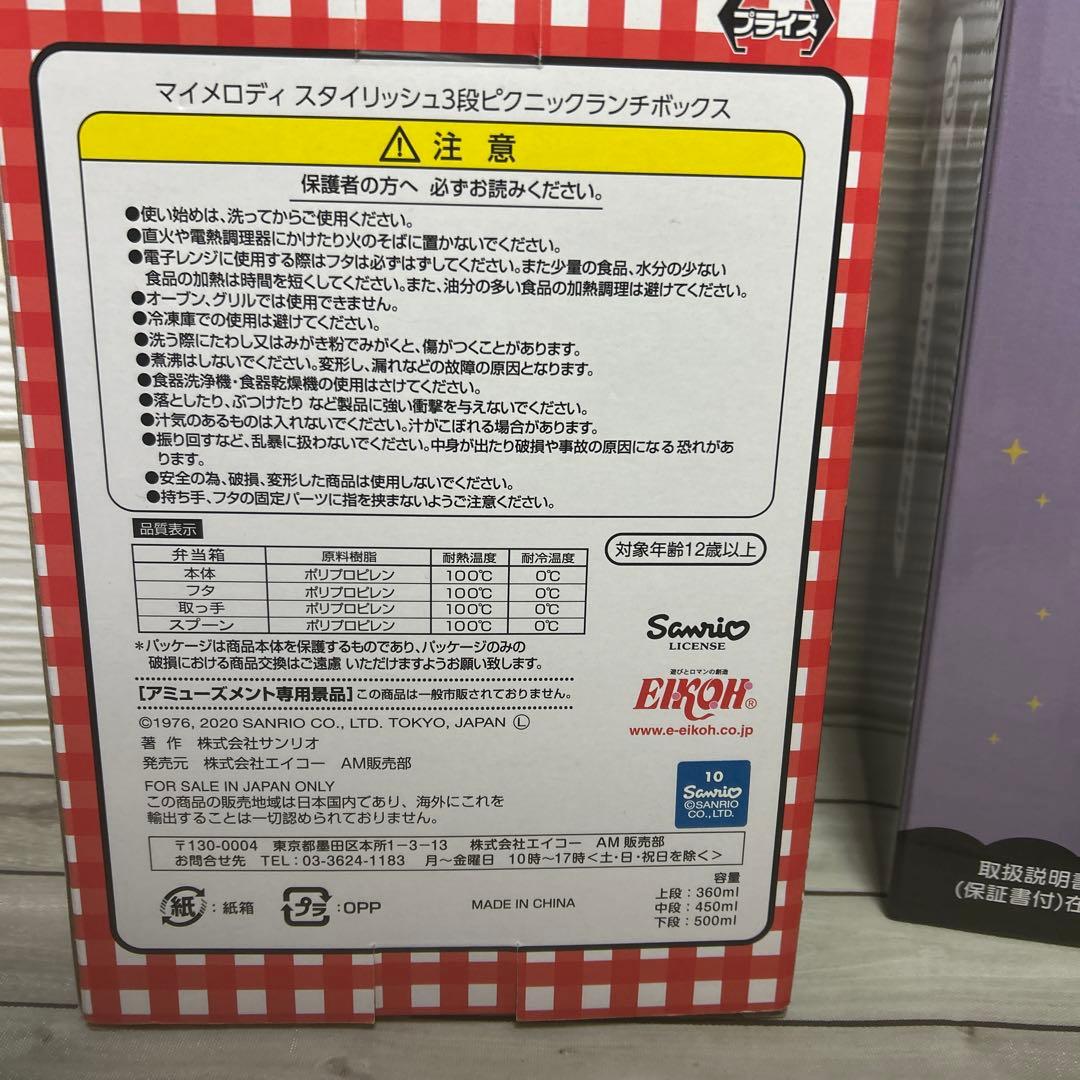 プライズ
マイメロディ スタイリッシュ3段ピクニックランチボックス
注 意
保護者の方へ 必ずお読みください。
●使い始めは、洗ってからご使用ください。
●直火や電熱調理器にかけたり火のそばに置かないでください。
●電子レンジに使用する際はフタは必ずはずしてください。また少量の食品、水分の少ない
食品の加熱は時間を短くしてください。また、油分の多い食品の加熱調理は避けてください。
●オーブン、グリルでは使用できません。
●冷凍庫での使用は避けてください。
●洗う際にたわし又はみがき粉でみがくと、傷がつくことがあります。
●煮沸はしないでください。変形し、漏れなどの故障の原因となります。
●食器洗浄機・食器乾燥機の使用はさけてください。
●落としたり、ぶつけたり など製品に強い衝撃を与えないでください。
●汁気のあるものは入れないでください。汁がこぼれる場合があります。
●振り回すなど、乱暴に扱わないでください。中身が出たり破損や事故の原因になる 恐れがあ
ります。
●安全の為、破損、変形した商品は使用しないでください。
●持ち手、フタの固定パーツに指を挟まないようご注意ください。
品質表示
弁当箱 原料樹脂 耐熱温度 耐冷温度
本体 ポリプロピレン 100℃ 0℃
フタ ポリプロピレン 100℃ 0℃
取っ手 ポリプロピレン 100℃ 0℃
スプーン ポリプロピレン 100℃ 0℃
対象年齢12歳以上
*パッケージは商品本体を保護するものであり、パッケージのみの
破損における商品交換はご遠慮 いただけますようお願い致します。
[アミューズメント専用景品] この商品は一般市販されておりません。
Sanrio
LICENSE
遊びとロマンの創造
EIKOH®
www.e-eikoh.co.jp
©1976, 2020 SANRIO CO., LTD. TOKYO, JAPAN Ⓛ
著 作 株式会社サンリオ
発売元 株式会社エイコー AM販売部
FOR SALE IN JAPAN ONLY
この商品の販売地域は日本国内であり、海外にこれを
輸出することは一切認められておりません。
10
Sanrio
©SANRIO
CO., LTD.
〒130-0004 東京都墨田区本所1-3-13 株式会社エイコー AM 販売部
お問合せ先 TEL:03-3624-1183 月〜金曜日 10時〜17時<土・日・祝日を除く>
紙 : 紙箱
プラ : OPP
MADE IN CHINA
容量
上段 : 360ml
中段 : 450ml
下段 : 500ml
取扱説明書
(保証書付)在